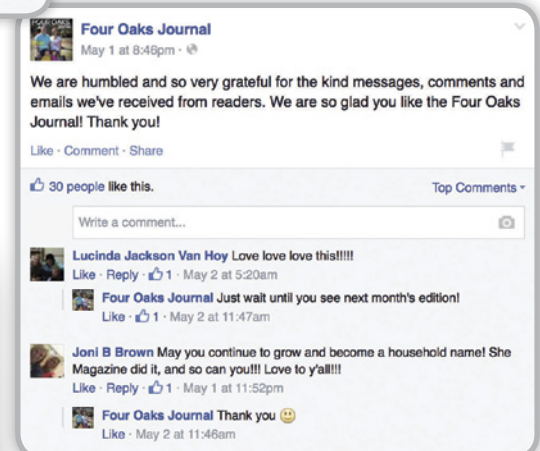 FOUR OAKS
Four Oaks Journal
May 1 at 8:46pm ·
We are humbled and so very grateful for the kind messages, comments and
emails we've received from readers. We are so glad you like the Four Oaks
Journal! Thank you!
Like · Comment · Share
30 people like this.
Top Comments
Write a comment...
Lucinda Jackson Van Hoy Love love love this!!!!!
Like · Reply · 1 · May 2 at 5:20am
Four Oaks Journal Just wait until you see next month's edition!
Like · 1 · May 2 at 11:47am
Joni B Brown May you continue to grow and become a household name! She
Magazine did it, and so can you!!! Love to y'all!!!
Like · Reply · 1 · May 1 at 11:52pm
Four Oaks Journal Thank you 🙂
Like · May 2 at 11:46am